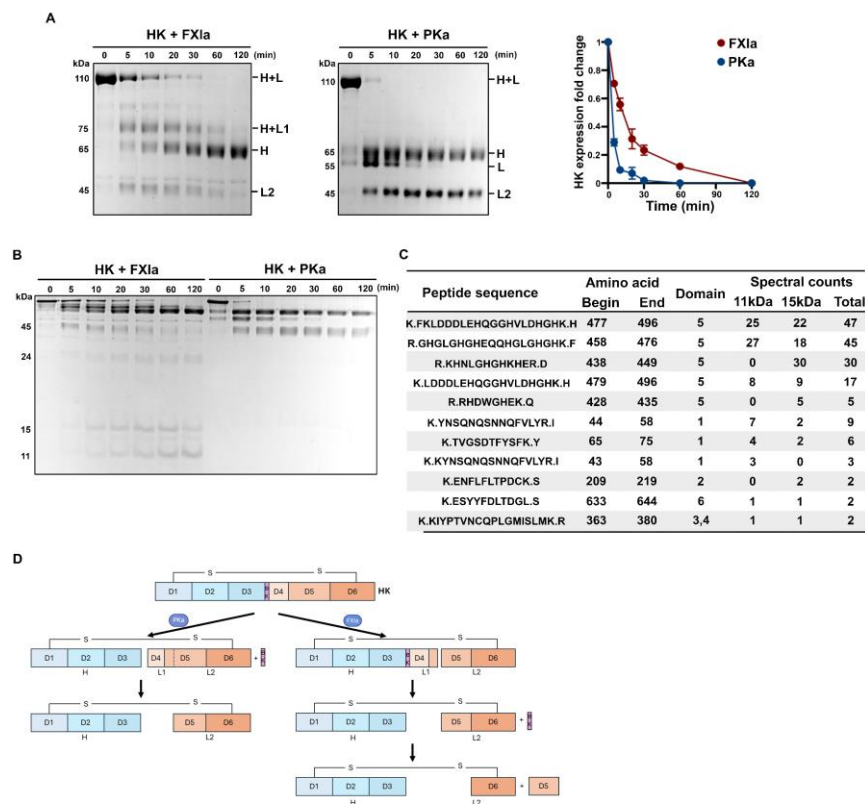 A
HK + FXIa
0 5 10 20 30 60 120 (min)
kDa
110
75
65
45
H+L
H+L1
H
L2
HK + PKa
0 5 10 20 30 60 120 (min)
kDa
110
65
55
45
H+L
H
L
L2
HK expression fold change
1
0.8
0.6
0.4
0.2
0
0 30 60 90 120
Time (min)
FXIa
PKa
B
HK + FXIa HK + PKa
0 5 10 20 30 60 120 0 5 10 20 30 60 120 (min)
kDa
45
24
15
11
C
Peptide sequence Amino acid Domain Spectral counts
Begin End 11kDa 15kDa Total
K.FKLDDDLEHQGGHVLDHGHK.H 477 496 5 25 22 47
R.GHGLGHGHEQQHGLGHGHK.F 458 476 5 27 18 45
R.KHNLGHGHKHER.D 438 449 5 0 30 30
K.LDDDLEHQGGHVLDHGHK.H 479 496 5 8 9 17
R.RHDWGHEK.Q 428 435 5 0 5 5
K.YNSQNQSNNQFVLYR.I 44 58 1 7 2 9
K.TVGSDTFYSFK.Y 65 75 1 4 2 6
K.KYNSQNQSNNQFVLYR.I 43 58 1 3 0 3
K.ENFLFLTPDCK.S 209 219 2 0 2 2
K.ESYYFDLTDGL.S 633 644 6 1 1 2
K.KIYPTVNCQPLGMISLMK.R 363 380 3,4 1 1 2
D
S S
D1 D2 D3 D4 D5 D6 HK
PKa FXIa
S S
D1 D2 D3 D4 D5 D6 +
H L1 L2
S S
D1 D2 D3 D4 D5 D6
H L1 L2
S S
D1 D2 D3 D5 D6
H L2
S S
D1 D2 D3 D5 D6 +
H L2
S S
D1 D2 D3 D6 + D5
H